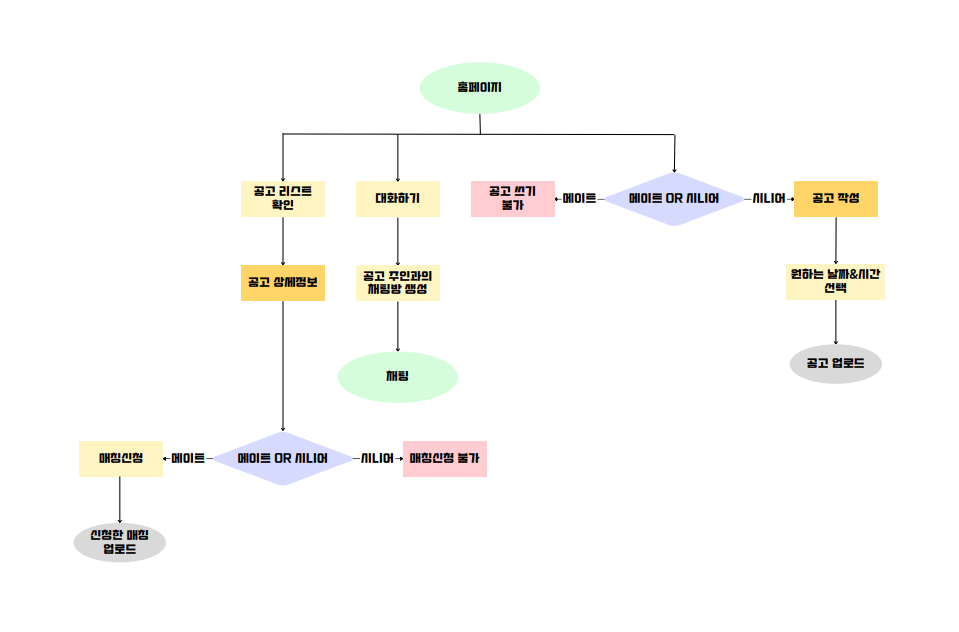 홈페이지
공고 리스트
확인
대화하기
공고 쓰기
불가
메이트
메이트 OR 시니어
시니어
공고 작성
공고 상세정보
공고 주인과의
채팅방 생성
원하는 날짜&시간
선택
채팅
공고 업로드
매칭신청
메이트
메이트 OR 시니어
시니어
매칭신청 불가
신청한 매칭
업로드